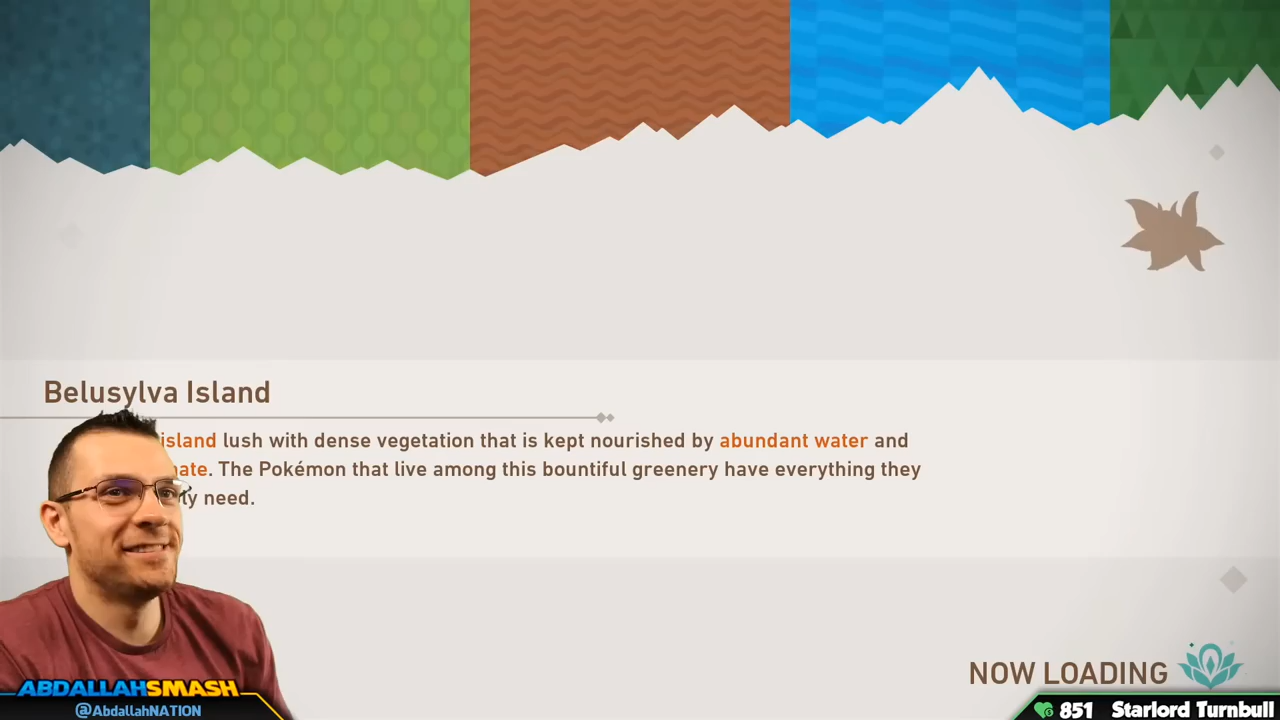 Belusylva Island
island lush with dense vegetation that is kept nourished by abundant water and
. The Pokémon that live among this bountiful greenery have everything they
need.
NOW LOADING
ABDALLAHSMASH
@AbdallahNATION
851 Starlord Turnbull